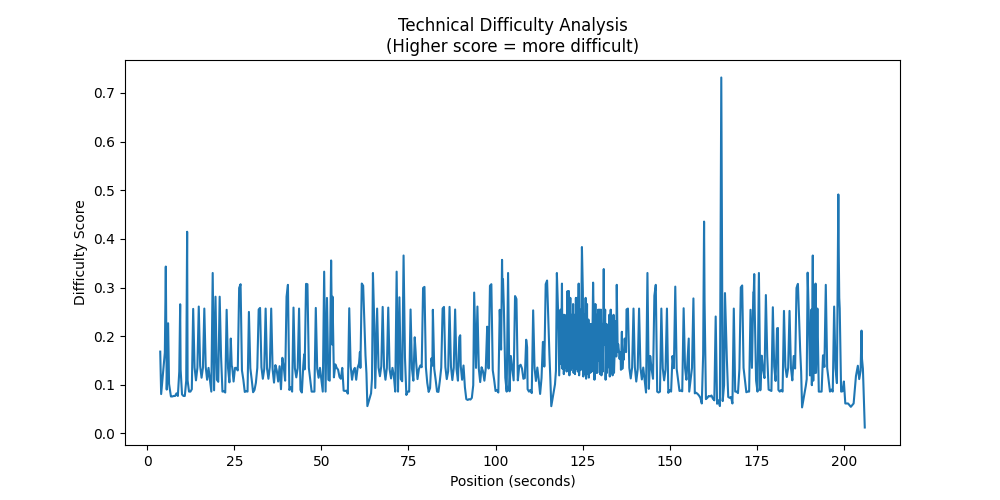 Technical Difficulty Analysis
(Higher score = more difficult)
Difficulty Score
0.7
0.6
0.5
0.4
0.3
0.2
0.1
0.0
0 25 50 75 100 125 150 175 200
Position (seconds)